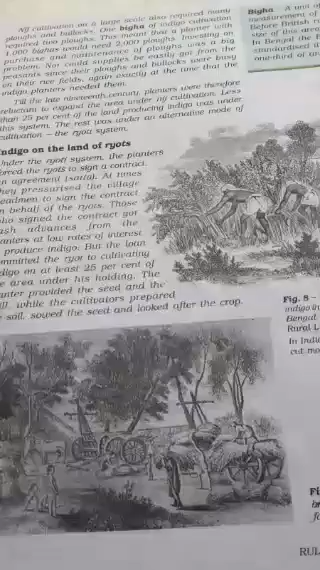 Nij cultivation on a large scale also required many
ploughs and bullocks. One bigha of indigo cultivation
required two ploughs. This meant that a planter with
1,000 bighas would need 2,000 ploughs. Investing on
purchase and maintenance of ploughs was a big
problem. Nor could supplies be easily got from the
peasants since their ploughs and bullocks were busy
on their rice fields, again exactly at the time that the
indigo planters needed them.
Till the late nineteenth century, planters were therefore
reluctant to expand the area under nij cultivation. Less
than 25 per cent of the land producing indigo was under
this system. The rest was under an alternative mode of
cultivation – the ryoti system.
Indigo on the land of ryots
Under the ryoti system, the planters
forced the ryots to sign a contract,
an agreement (satta). At times
they pressurised the village
headmen to sign the contract
on behalf of the ryots. Those
who signed the contract got
cash advances from the
planters at low rates of interest
to produce indigo. But the loan
committed the ryot to cultivating
indigo on at least 25 per cent of
the area under his holding. The
planter provided the seed and the
drill, while the cultivators prepared
the soil, sowed the seed and looked after the crop.
Bigha – A unit of
measurement of
Before British r
size of this area
In Bengal the B
standardised it
one-third of
Fig. 8 –
indigo in
Bengal
Rural L
In Indi
cut mo
Fi
RUL